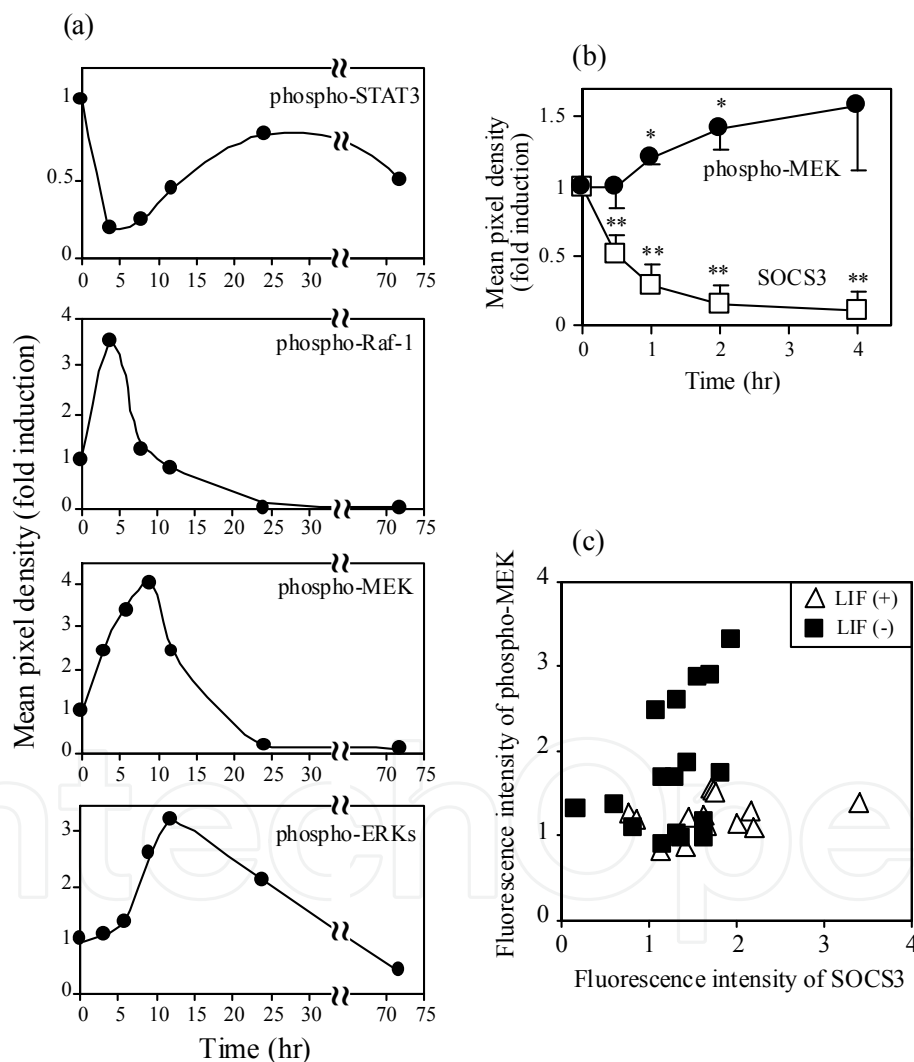 (a)
phospho-STAT3
1
0.5
0
0 5 10 15 20 25 30 70 75
phospho-Raf-1
4
3
2
1
0
0 5 10 15 20 25 30 70 75
phospho-MEK
4
3
2
1
0
0 5 10 15 20 25 30 70 75
phospho-ERKs
3
2
1
0
0 5 10 15 20 25 30 70 75
Mean pixel density (fold induction)
Time (hr)
(b)
Mean pixel density
(fold induction)
1.5
1
0.5
0
* *
phospho-MEK
** ** ** **
SOCS3
0 1 2 3 4
Time (hr)
(c)
Fluorescence intensity of phospho-MEK
4
3
2
1
0
LIF (+)
LIF (-)
0 1 2 3 4
Fluorescence intensity of SOCS3
ntechOpe